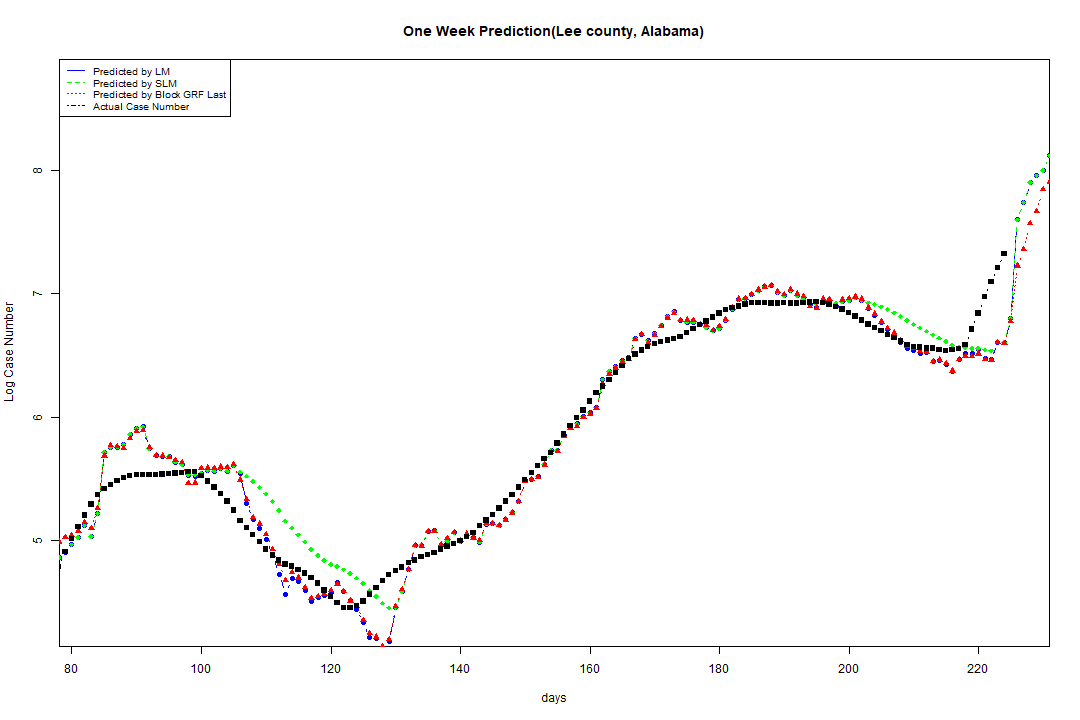 One Week Prediction(Lee county, Alabama)
Predicted by LM
Predicted by SLM
Predicted by Block GRF Last
Actual Case Number
8
7
6
5
Log Case Number
80 100 120 140 160 180 200 220
days